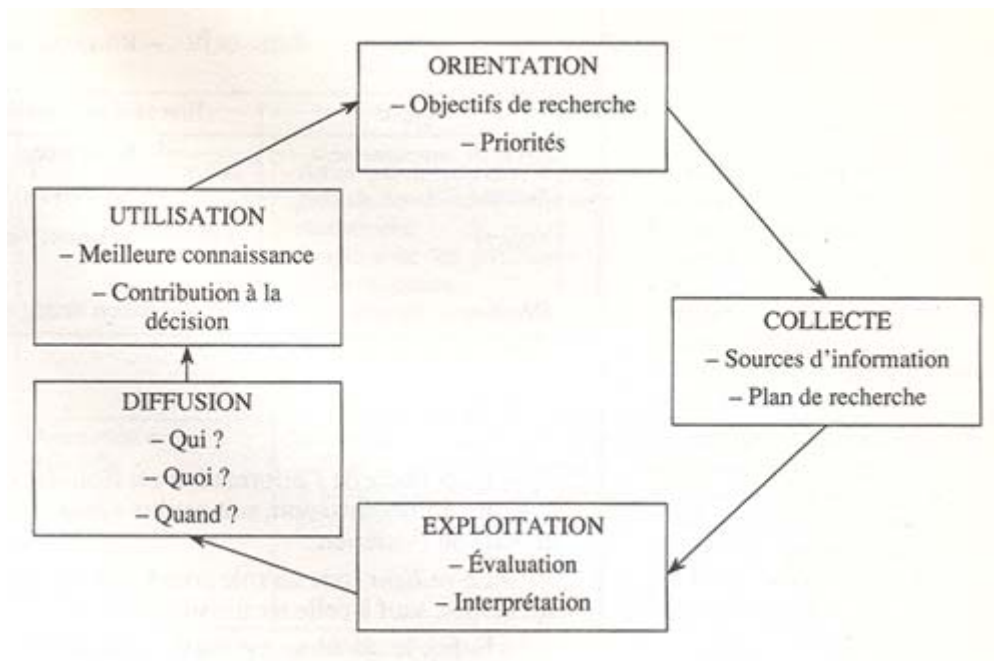 ORIENTATION
– Objectifs de recherche
– Priorités
COLLECTE
– Sources d'information
– Plan de recherche
EXPLOITATION
– Évaluation
– Interprétation
DIFFUSION
– Qui ?
– Quoi ?
– Quand ?
UTILISATION
– Meilleure connaissance
– Contribution à la
décision